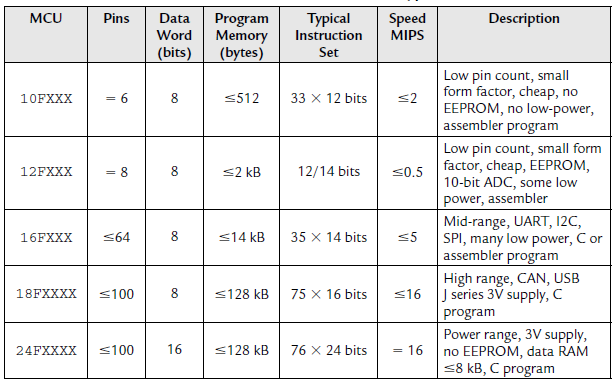 MCU Pins Data Word (bits) Program Memory (bytes) Typical Instruction Set Speed MIPS Description
10FXXX = 6 8 ≤512 33 × 12 bits ≤2 Low pin count, small
form factor, cheap, no
EEPROM, no low-power,
assembler program
12FXXX = 8 8 ≤2 kB 12/14 bits ≤0.5 Low pin count, small form
factor, cheap, EEPROM,
10-bit ADC, some low
power, assembler
16FXXX ≤64 8 ≤14 kB 35 × 14 bits ≤5 Mid-range, UART, I2C,
SPI, many low power, C or
assembler program
18FXXXX ≤100 8 ≤128 kB 75 × 16 bits ≤16 High range, CAN, USB
J series 3V supply, C
program
24FXXXX ≤100 16 ≤128 kB 76 × 24 bits = 16 Power range, 3V supply,
no EEPROM, data RAM
≤8 kB, C program